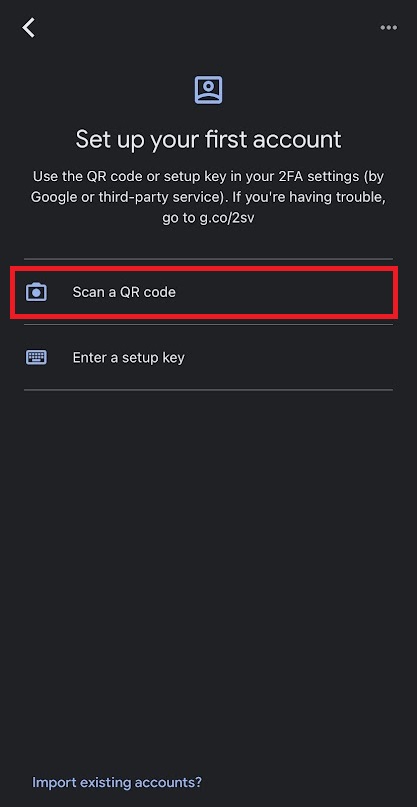 Set up your first account
Use the QR code or setup key in your 2FA settings (by
Google or third-party service). If you're having trouble,
go to g.co/2sv
Scan a QR code
Enter a setup key
Import existing accounts?